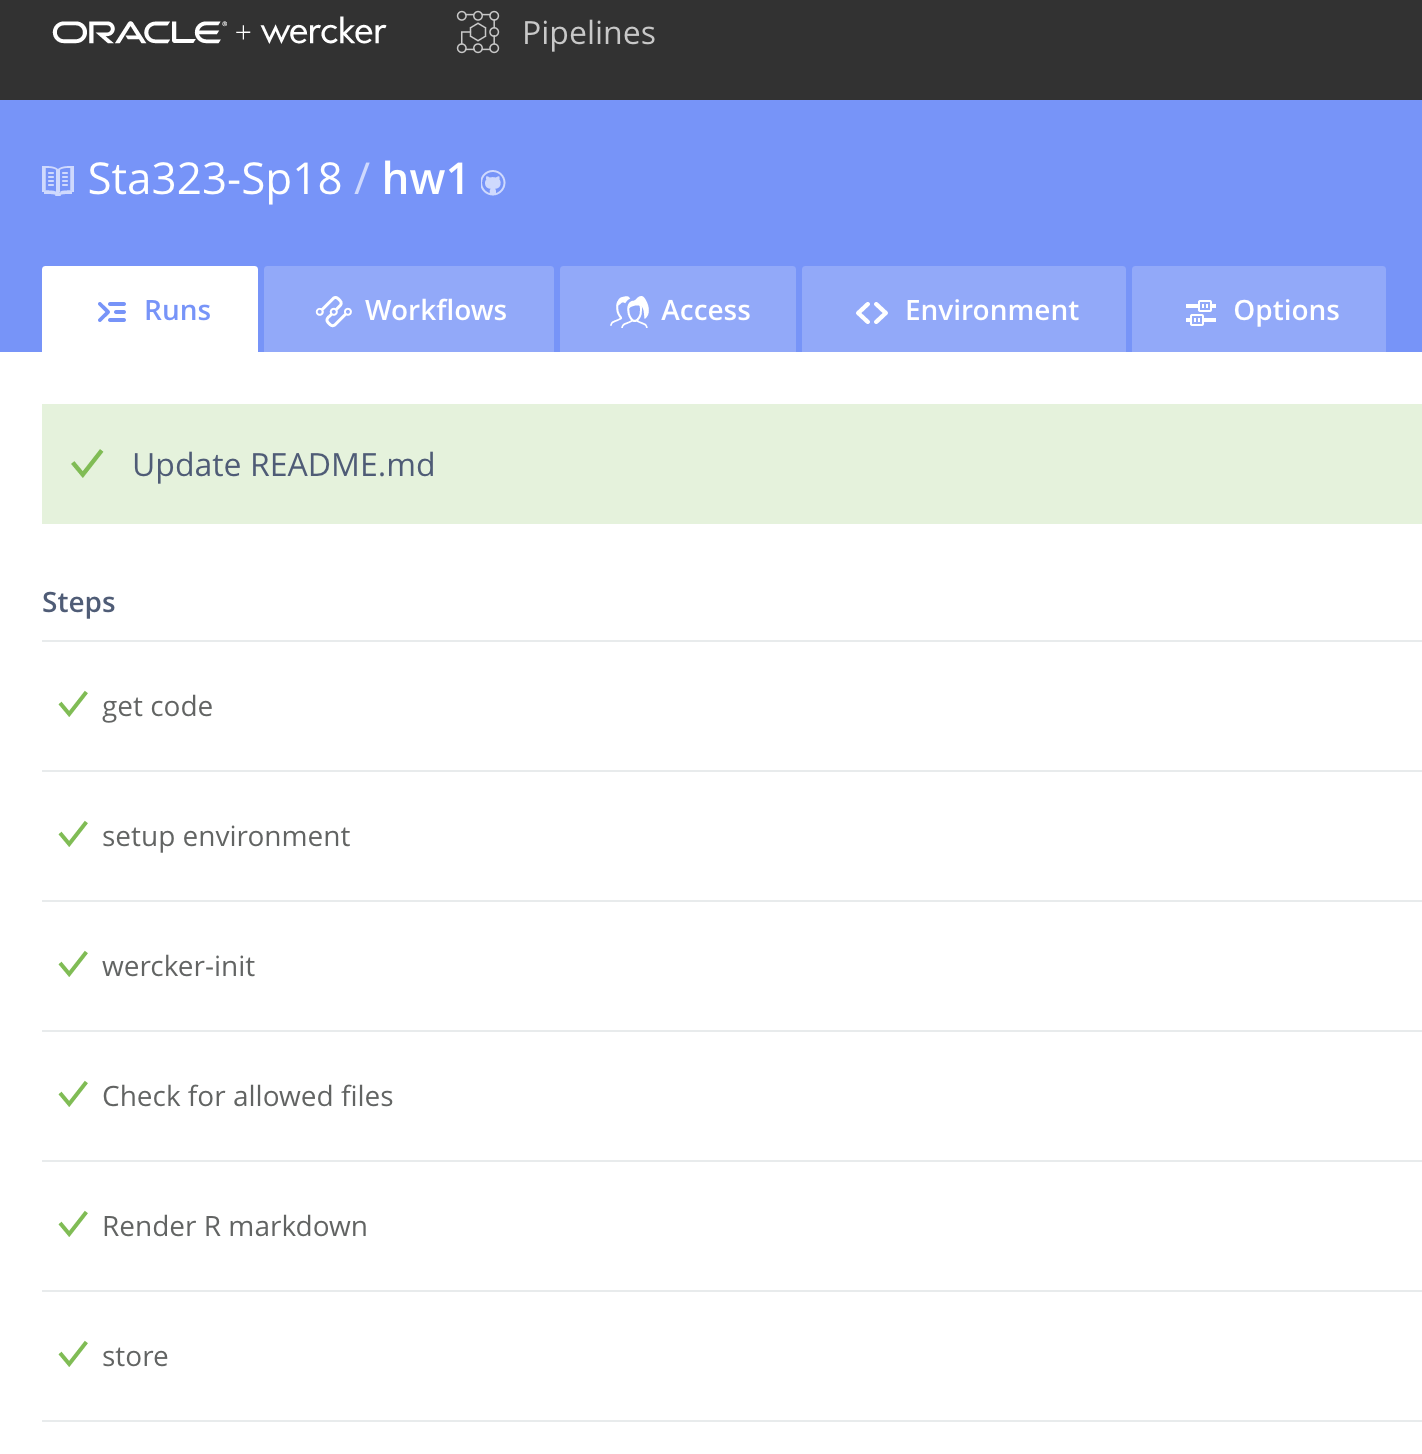 ORACLE® + wercker Pipelines
Sta323-Sp18 / hw1
Runs Workflows Access Environment Options
Update README.md
Steps
get code
setup environment
wercker-init
Check for allowed files
Render R markdown
store